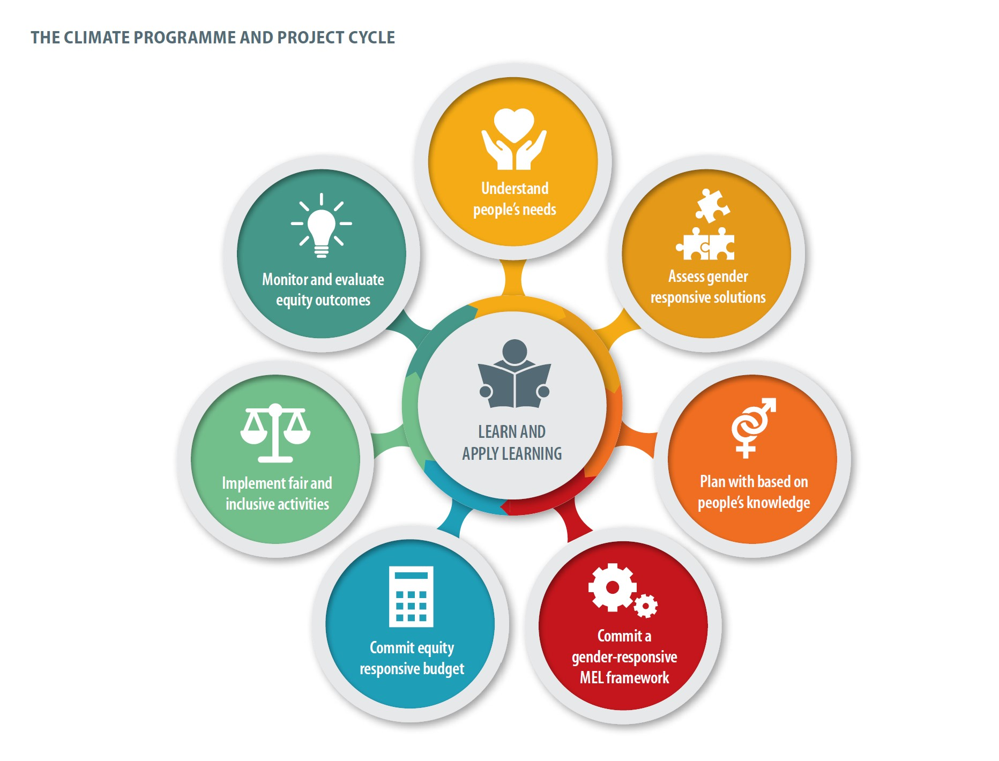 THE CLIMATE PROGRAMME AND PROJECT CYCLE
Understand
people’s needs
Assess gender
responsive solutions
Plan with based on
people’s knowledge
Commit a
gender-responsive
MEL framework
Commit equity
responsive budget
Implement fair and
inclusive activities
Monitor and evaluate
equity outcomes
LEARN AND
APPLY LEARNING